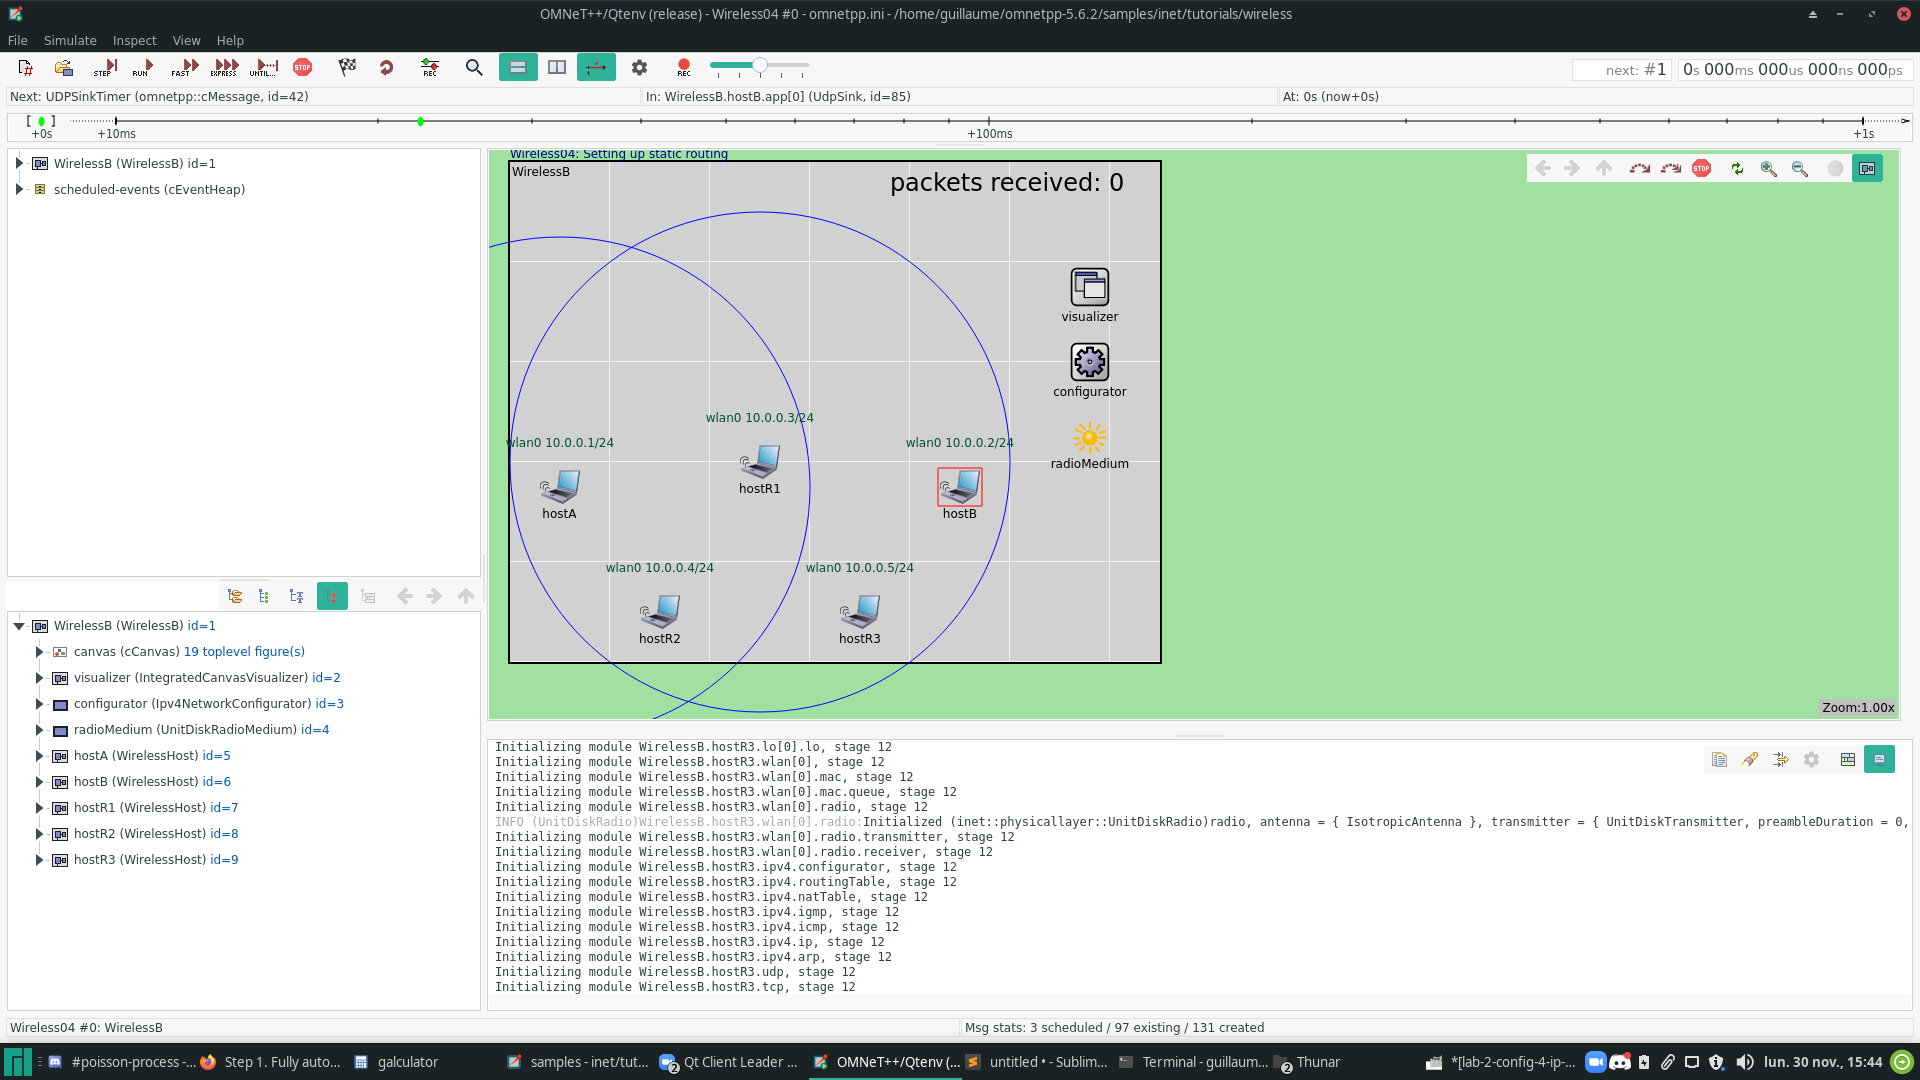 OMNeT++/Qtenv (release) - Wireless04 #0 - omnetpp.ini - /home/guillaume/omnetpp-5.6.2/samples/inet/tutorials/wireless
File Simulate Inspect View Help
STEP RUN FAST EXPRESS UNTIL... STOP REC REC
next: #1 0s 000ms 000us 000ns 000ps
Next: UDPSinkTimer (omnetpp::cMessage, id=42) In: WirelessB.hostB.app[0] (UdpSink, id=85) At: 0s (now+0s)
+0s +10ms +100ms +1s
WirelessB (WirelessB) id=1
scheduled-events (cEventHeap)
WirelessB (WirelessB) id=1
canvas (cCanvas) 19 toplevel figure(s)
visualizer (IntegratedCanvasVisualizer) id=2
configurator (Ipv4NetworkConfigurator) id=3
radioMedium (UnitDiskRadioMedium) id=4
hostA (WirelessHost) id=5
hostB (WirelessHost) id=6
hostR1 (WirelessHost) id=7
hostR2 (WirelessHost) id=8
hostR3 (WirelessHost) id=9
Wireless04: Setting up static routing
WirelessB
packets received: 0
STOP
visualizer
configurator
radioMedium
wlan0 10.0.0.3/24
wlan0 10.0.0.1/24
wlan0 10.0.0.2/24
hostR1
hostA
hostB
wlan0 10.0.0.4/24
wlan0 10.0.0.5/24
hostR2
hostR3
Zoom:1.00x
Initializing module WirelessB.hostR3.lo[0].lo, stage 12
Initializing module WirelessB.hostR3.wlan[0], stage 12
Initializing module WirelessB.hostR3.wlan[0].mac, stage 12
Initializing module WirelessB.hostR3.wlan[0].mac.queue, stage 12
Initializing module WirelessB.hostR3.wlan[0].radio, stage 12
INFO (UnitDiskRadio)WirelessB.hostR3.wlan[0].radio:Initialized (inet::physicallayer::UnitDiskRadio)radio, antenna = { IsotropicAntenna }, transmitter = { UnitDiskTransmitter, preambleDuration = 0,
Initializing module WirelessB.hostR3.wlan[0].radio.transmitter, stage 12
Initializing module WirelessB.hostR3.wlan[0].radio.receiver, stage 12
Initializing module WirelessB.hostR3.ipv4.configurator, stage 12
Initializing module WirelessB.hostR3.ipv4.routingTable, stage 12
Initializing module WirelessB.hostR3.ipv4.natTable, stage 12
Initializing module WirelessB.hostR3.ipv4.igmp, stage 12
Initializing module WirelessB.hostR3.ipv4.icmp, stage 12
Initializing module WirelessB.hostR3.ipv4.ip, stage 12
Initializing module WirelessB.hostR3.ipv4.arp, stage 12
Initializing module WirelessB.hostR3.udp, stage 12
Initializing module WirelessB.hostR3.tcp, stage 12
Wireless04 #0: WirelessB Msg stats: 3 scheduled / 97 existing / 131 created
#poisson-process -... Step 1. Fully auto... galculator samples - inet/tut... 2 Qt Client Leader ... OMNeT++/Qtenv (... untitled • - Sublim... Terminal - guillaum... 2 Thunar *[lab-2-config-4-ip-... lun. 30 nov., 15:44